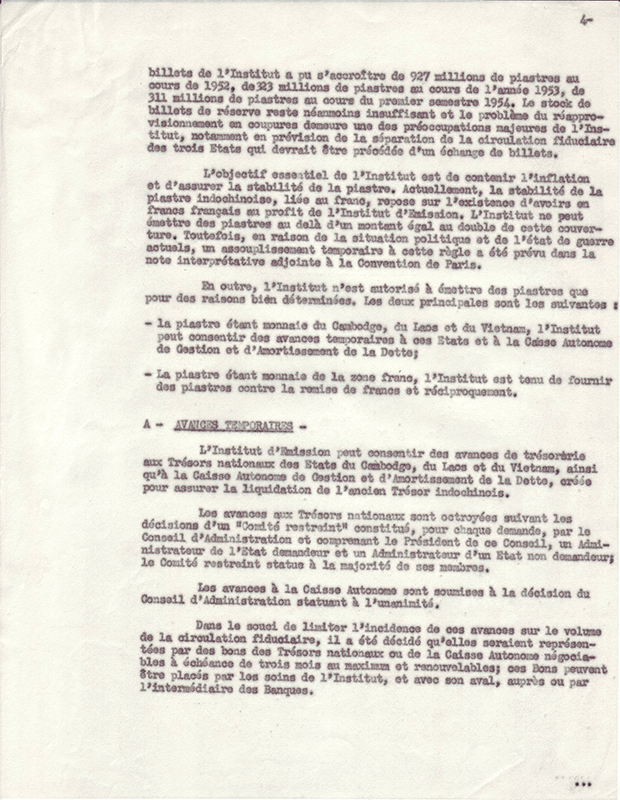 4-
billets de l'Institut a pu s'accroître de 927 millions de piastres au
cours de 1952, de323 millions de piastres au cours de l'année 1953, de
311 millions de piastres au cours du premier semestre 1954. Le stock de
billets de réserve reste néammoins insuffisant et le problème du réappro-
visionnement en coupures demeure une des préoccupations majeures de l'Ins-
titut, notamment en prévision de la séparation de la circulation fiduciaire
des trois Etats qui devrait être précédée d'un échange de billets.
L'objectif essentiel de l'Institut est de contenir l'inflation
et d'assurer la stabilité de la piastre. Actuellement, la stabilité de la
piastre indochinoise, liée au franc, repose sur l'existence d'avoirs en
francs français au profit de l'Institut d'Emission. L'Institut ne peut
émettre des piastres au delà d'un montant égal au double de cette couver-
ture. Toutefois, en raison de la situation politique et de l'état de guerre
actuels, un assouplissement temporaire à cette règle a été prévu dans la
note interprétative adjointe à la Convention de Paris.
En outre, l'Institut n'est autorisé à émettre des piastres que
pour des raisons bien déterminées. Les deux principales sont les suivantes :
- la piastre étant monnaie du Cambodge, du Laos et du Vietnam, l'Institut
peut consentir des avances temporaires à ces Etats et à la Caisse Autonome
de Gestion et d'Amortissement de la Dette;
- La piastre étant monnaie de la zone franc, l'Institut est tenu de fournir
des piastres contre la remise de francs et réciproquement.
A - AVANCES TEMPORAIRES -
L'Institut d'Emission peut consentir des avances de trésorerie
aux Trésors nationaux des Etats du Cambodge, du Laos et du Vietnam, ainsi
qu'à la Caisse Autonome de Gestion et d'Amortissement de la Dette, créée
pour assurer la liquidation de l'ancien Trésor indochinois.
Les avances aux Trésors nationaux sont octroyées suivant les
décisions d'un "Comité restreint" constitué, pour chaque demande, par le
Conseil d'Administration et comprenant le Président de ce Conseil, un Admi-
nistrateur de l'Etat demandeur et un Administrateur d'un Etat non demandeur;
le Comité restreint statue à la majorité de ses membres.
Les avances à la Caisse Autonome sont soumises à la décision du
Conseil d'Administration statuant à l'unanimité.
Dans le souci de limiter l'incidence de ces avances sur le volume
de la circulation fiduciaire, il a été décidé qu'elles seraient représen-
tées par des bons des Trésors nationaux ou de la Caisse Autonome négocia-
bles à échéance de trois mois au maximum et renouvelables; ces Bons peuvent
être placés par les soins de l'Institut, et avec son aval, auprès ou par
l'intermédiaire des Banques.
...